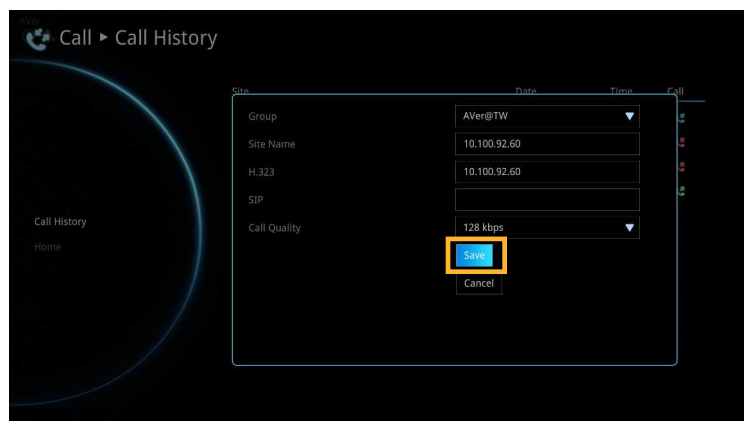 AVer
Call ▸ Call History
Site Date Time Call
Group AVer@TW
Site Name 10.100.92.60
H.323 10.100.92.60
SIP
Call Quality 128 kbps
Save
Cancel
Call History
Home